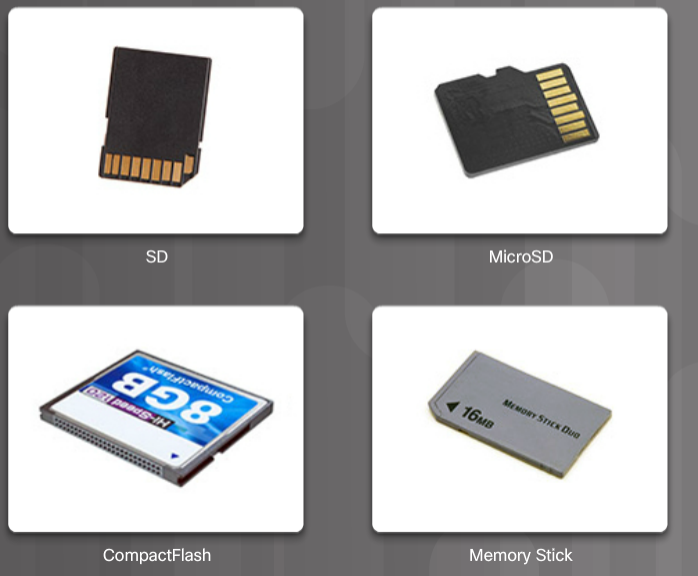 SD
MicroSD
CompactFlash®
8GB
Hi-Speed
CompactFlash
16MB
MEMORY STICK DUO
Memory Stick